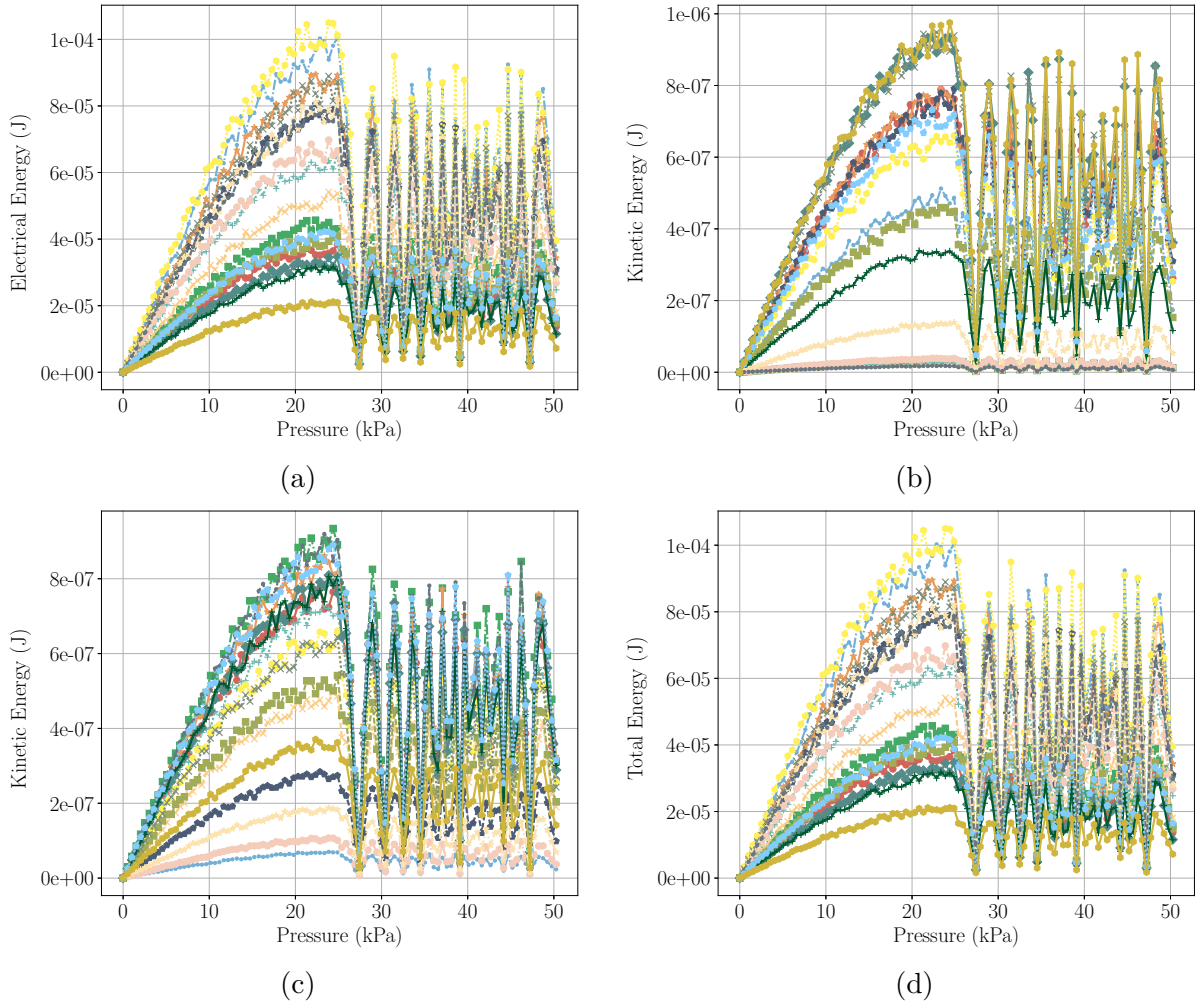 1e-04
8e-05
6e-05
4e-05
2e-05
0e+00
Electrical Energy (J)
0 10 20 30 40 50
Pressure (kPa)
(a)
1e-06
8e-07
6e-07
4e-07
2e-07
0e+00
Kinetic Energy (J)
0 10 20 30 40 50
Pressure (kPa)
(b)
8e-07
6e-07
4e-07
2e-07
0e+00
Kinetic Energy (J)
0 10 20 30 40 50
Pressure (kPa)
(c)
1e-04
8e-05
6e-05
4e-05
2e-05
0e+00
Total Energy (J)
0 10 20 30 40 50
Pressure (kPa)
(d)